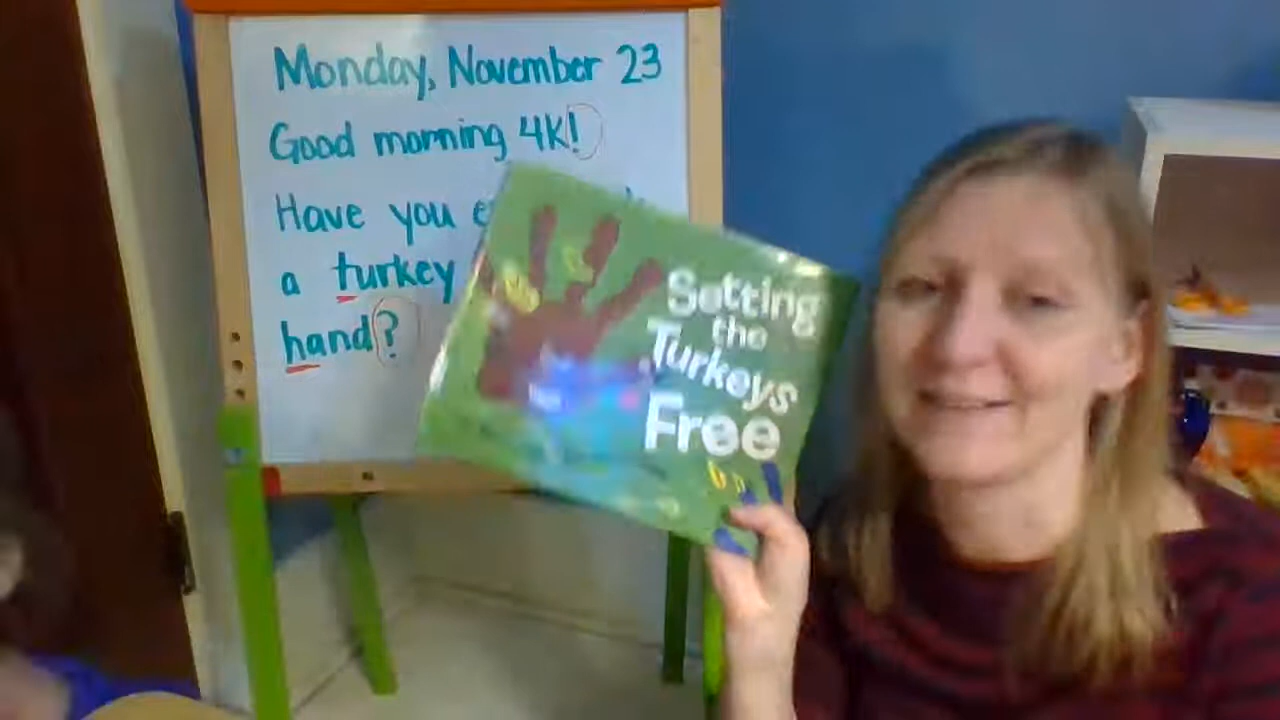 Monday, November 23
Good morning 4K!
Have you
a turkey
hand?
Setting
the
Turkeys
Free